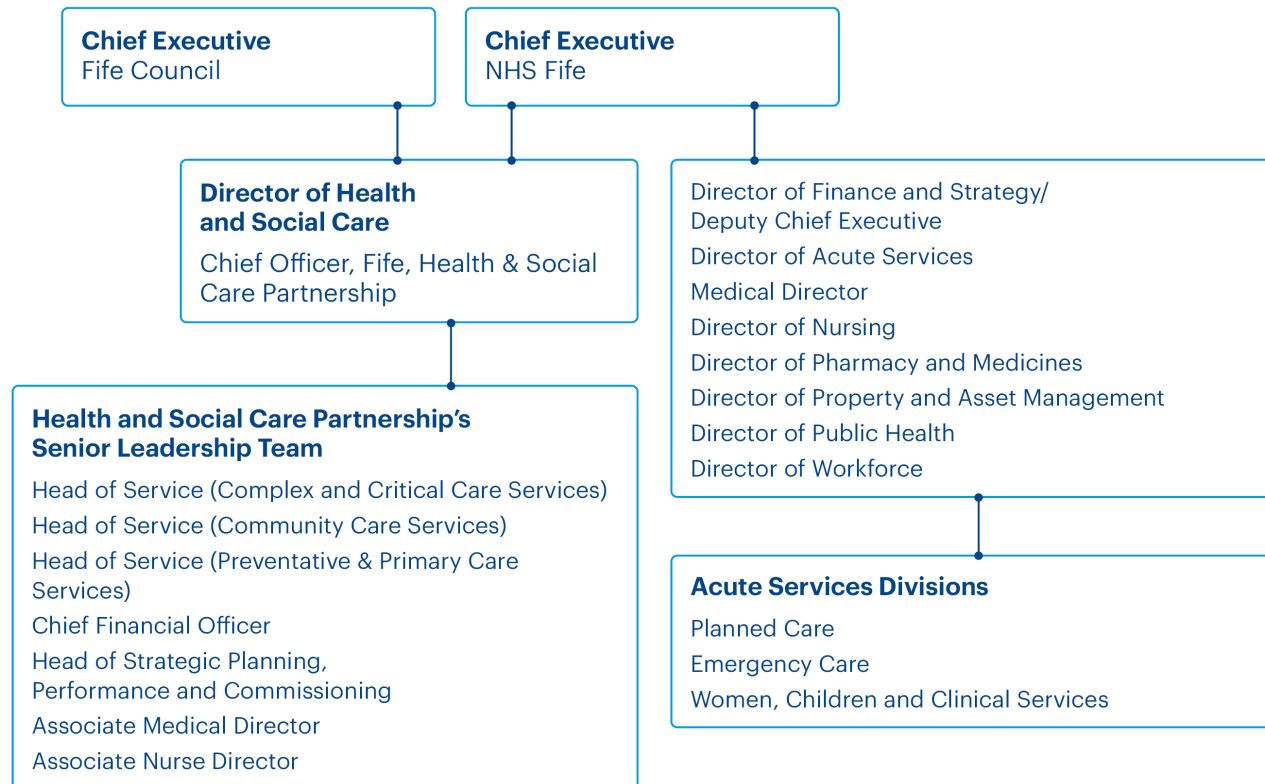 Chief Executive
Fife Council
Chief Executive
NHS Fife
Director of Health
and Social Care
Chief Officer, Fife, Health & Social
Care Partnership
Director of Finance and Strategy/
Deputy Chief Executive
Director of Acute Services
Medical Director
Director of Nursing
Director of Pharmacy and Medicines
Director of Property and Asset Management
Director of Public Health
Director of Workforce
Health and Social Care Partnership’s
Senior Leadership Team
Head of Service (Complex and Critical Care Services)
Head of Service (Community Care Services)
Head of Service (Preventative & Primary Care
Services)
Chief Financial Officer
Head of Strategic Planning,
Performance and Commissioning
Associate Medical Director
Associate Nurse Director
Acute Services Divisions
Planned Care
Emergency Care
Women, Children and Clinical Services